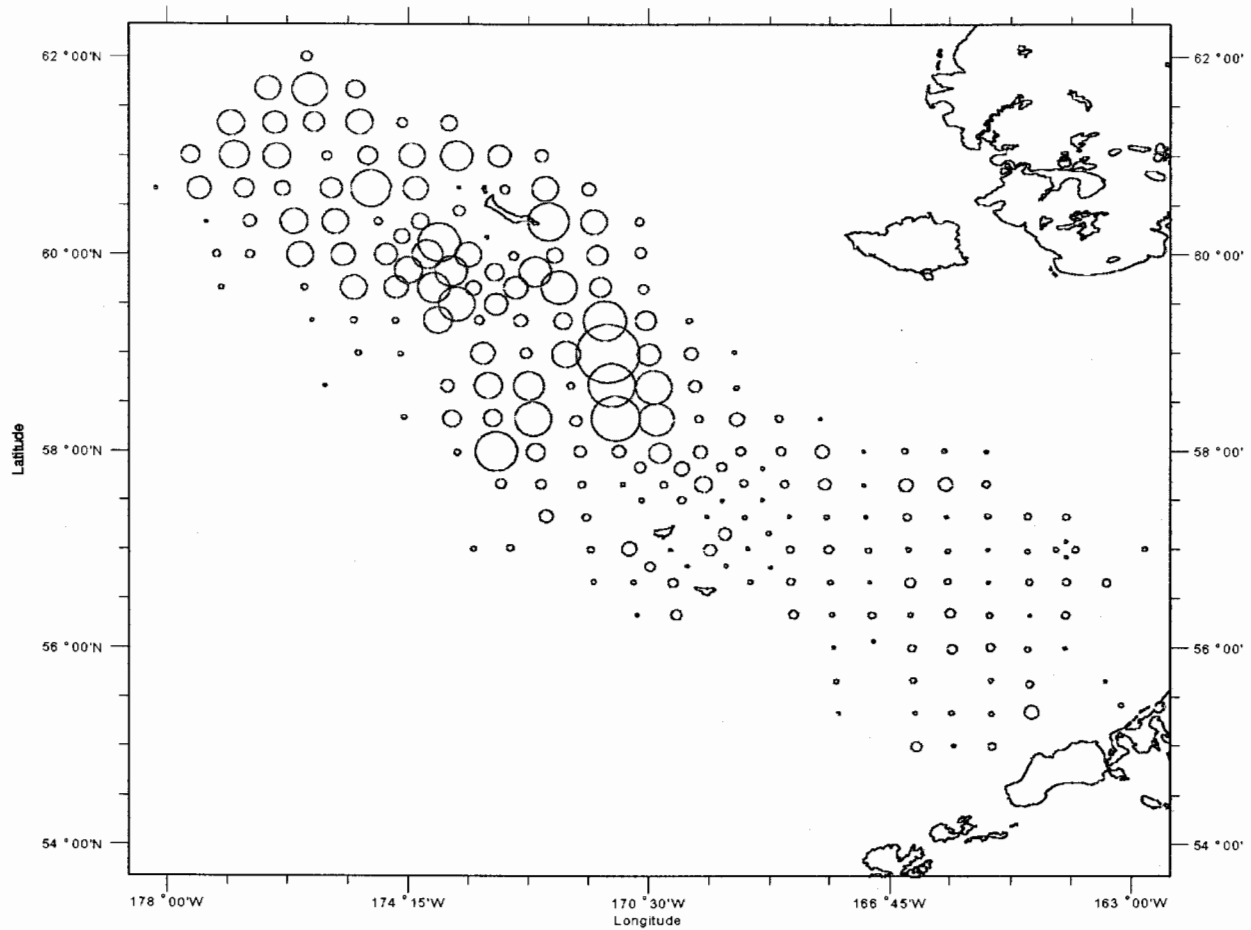 62 °00'N
62 °00'
60 °00'N
60 °00'
Latitude
58 °00'N
58 °00'
56 °00'N
56 °00'
54 °00'N
54 °00'
178 °00'W
174 °15'W
170 °30'W
166 °45'W
163 °00'W
Longitude